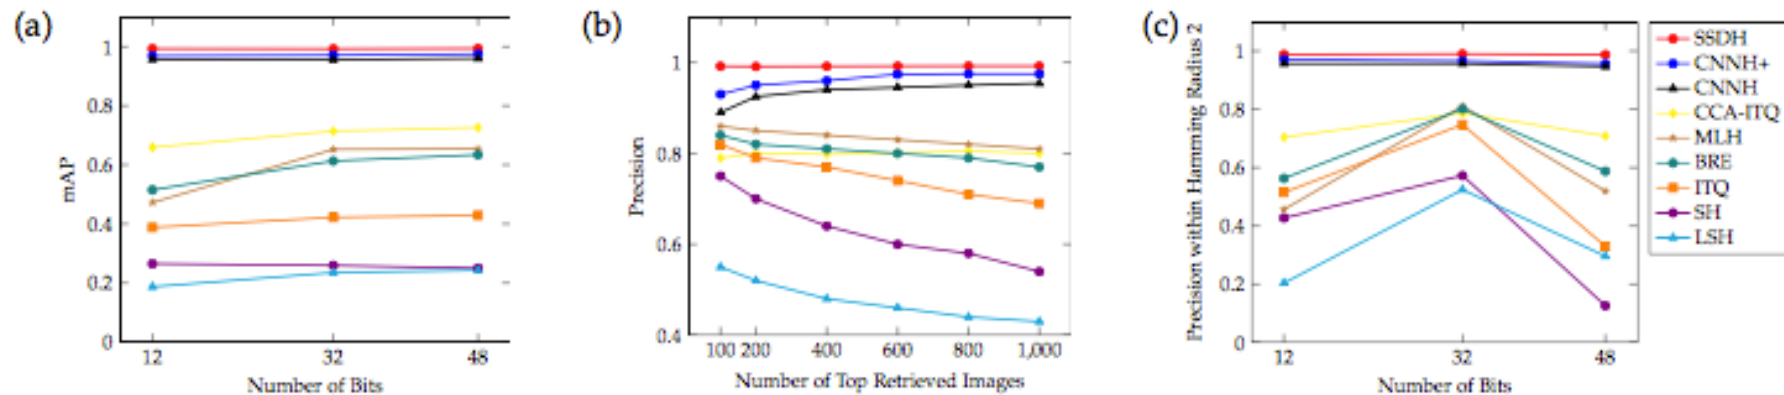 (a)
1
0.8
0.6
0.4
0.2
0
mAP
12 32 48
Number of Bits
(b)
1
0.8
0.6
0.4
Precision
100 200 400 600 800 1,000
Number of Top Retrieved Images
(c)
1
0.8
0.6
0.4
0.2
0
Precision within Hamming Radius 2
12 32 48
Number of Bits
SSDH
CNNH+
CNNH
CCA-ITQ
MLH
BRE
ITQ
SH
LSH